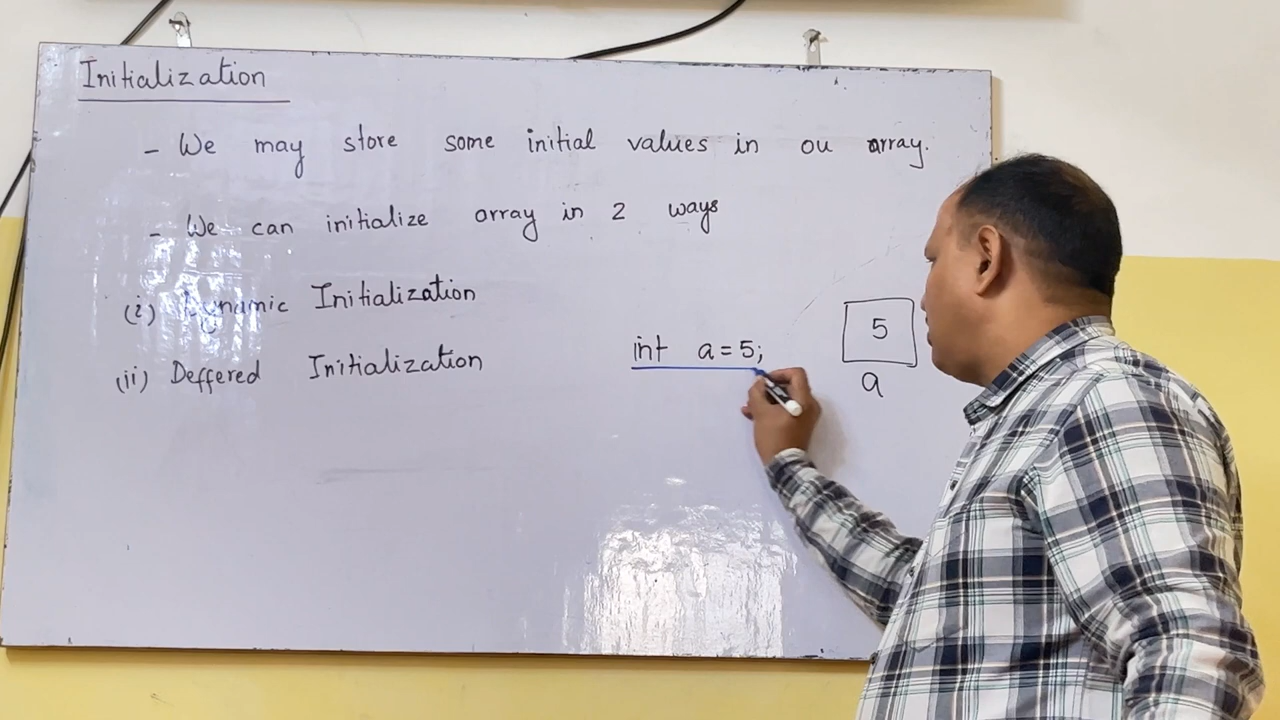 Initialization
- We may store some initial values in ou array.
- We can initialize array in 2 ways
(i) Dynamic Initialization
(ii) Deffered Initialization
int a = 5;
5
a